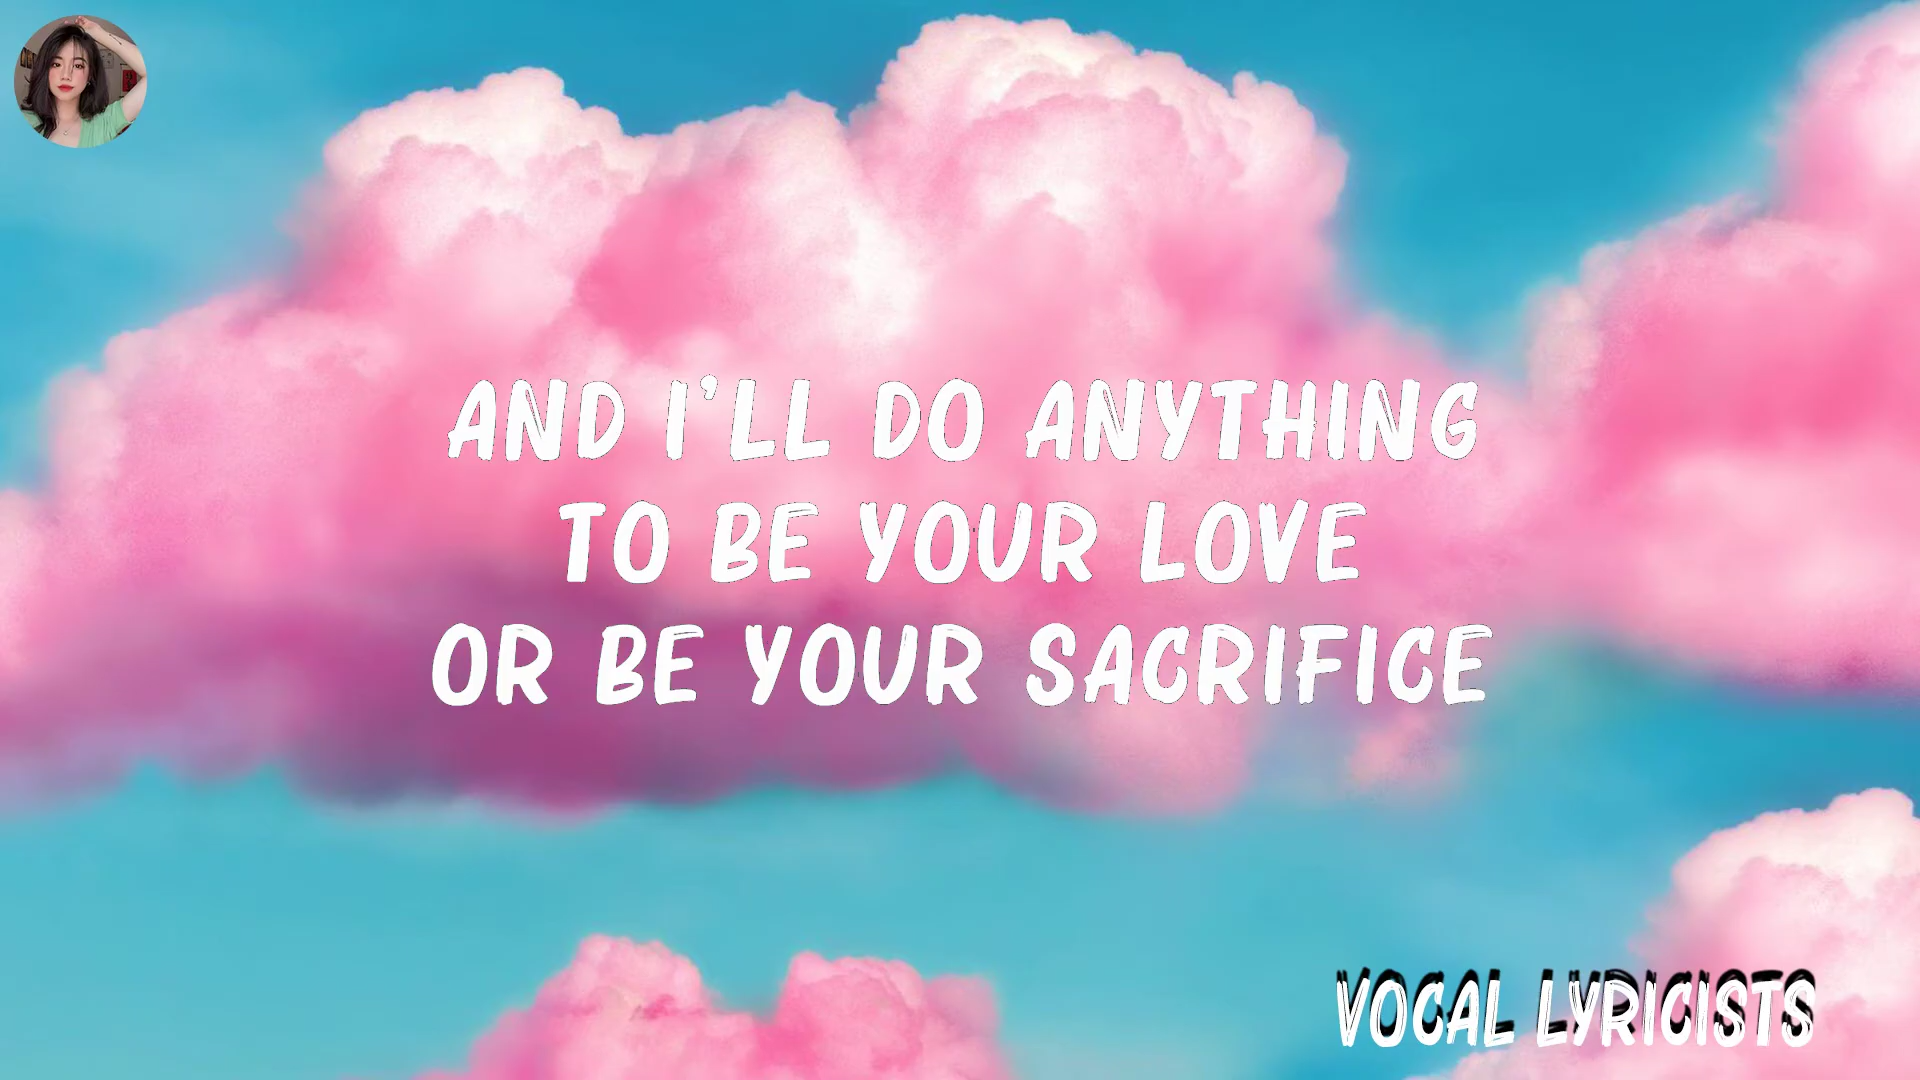 AND I'LL DO ANYTHING
TO BE YOUR LOVE
OR BE YOUR SACRIFICE
VOCAL LYRICISTS